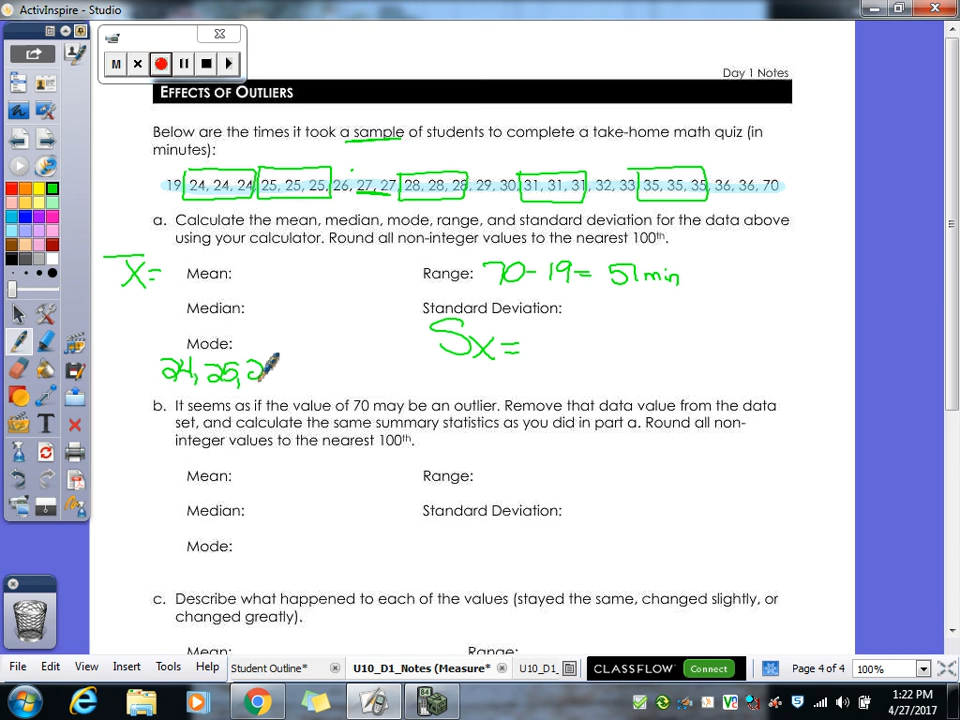 ActivInspire - Studio
M
Day 1 Notes
EFFECTS OF OUTLIERS
Below are the times it took a sample of students to complete a take-home math quiz (in
minutes):
19, 24, 24, 24, 25, 25, 25, 26, 27, 27, 28, 28, 28, 29, 30, 31, 31, 31, 32, 33, 35, 35, 35, 36, 36, 70
a. Calculate the mean, median, mode, range, and standard deviation for the data above
using your calculator. Round all non-integer values to the nearest 100th.
x̄ = Mean: Range: 70 - 19 = 51 min
Median: Standard Deviation:
Mode: Sx =
24, 25, 2
b. It seems as if the value of 70 may be an outlier. Remove that data value from the data
set, and calculate the same summary statistics as you did in part a. Round all non-
integer values to the nearest 100th.
Mean: Range:
Median: Standard Deviation:
Mode:
c. Describe what happened to each of the values (stayed the same, changed slightly, or
changed greatly).
Mean: Range:
File Edit View Insert Tools Help Student Outline* U10_D1_Notes (Measure* U10_D1_ CLASSFLOW Connect Page 4 of 4 100%
84
1:22 PM
4/27/2017